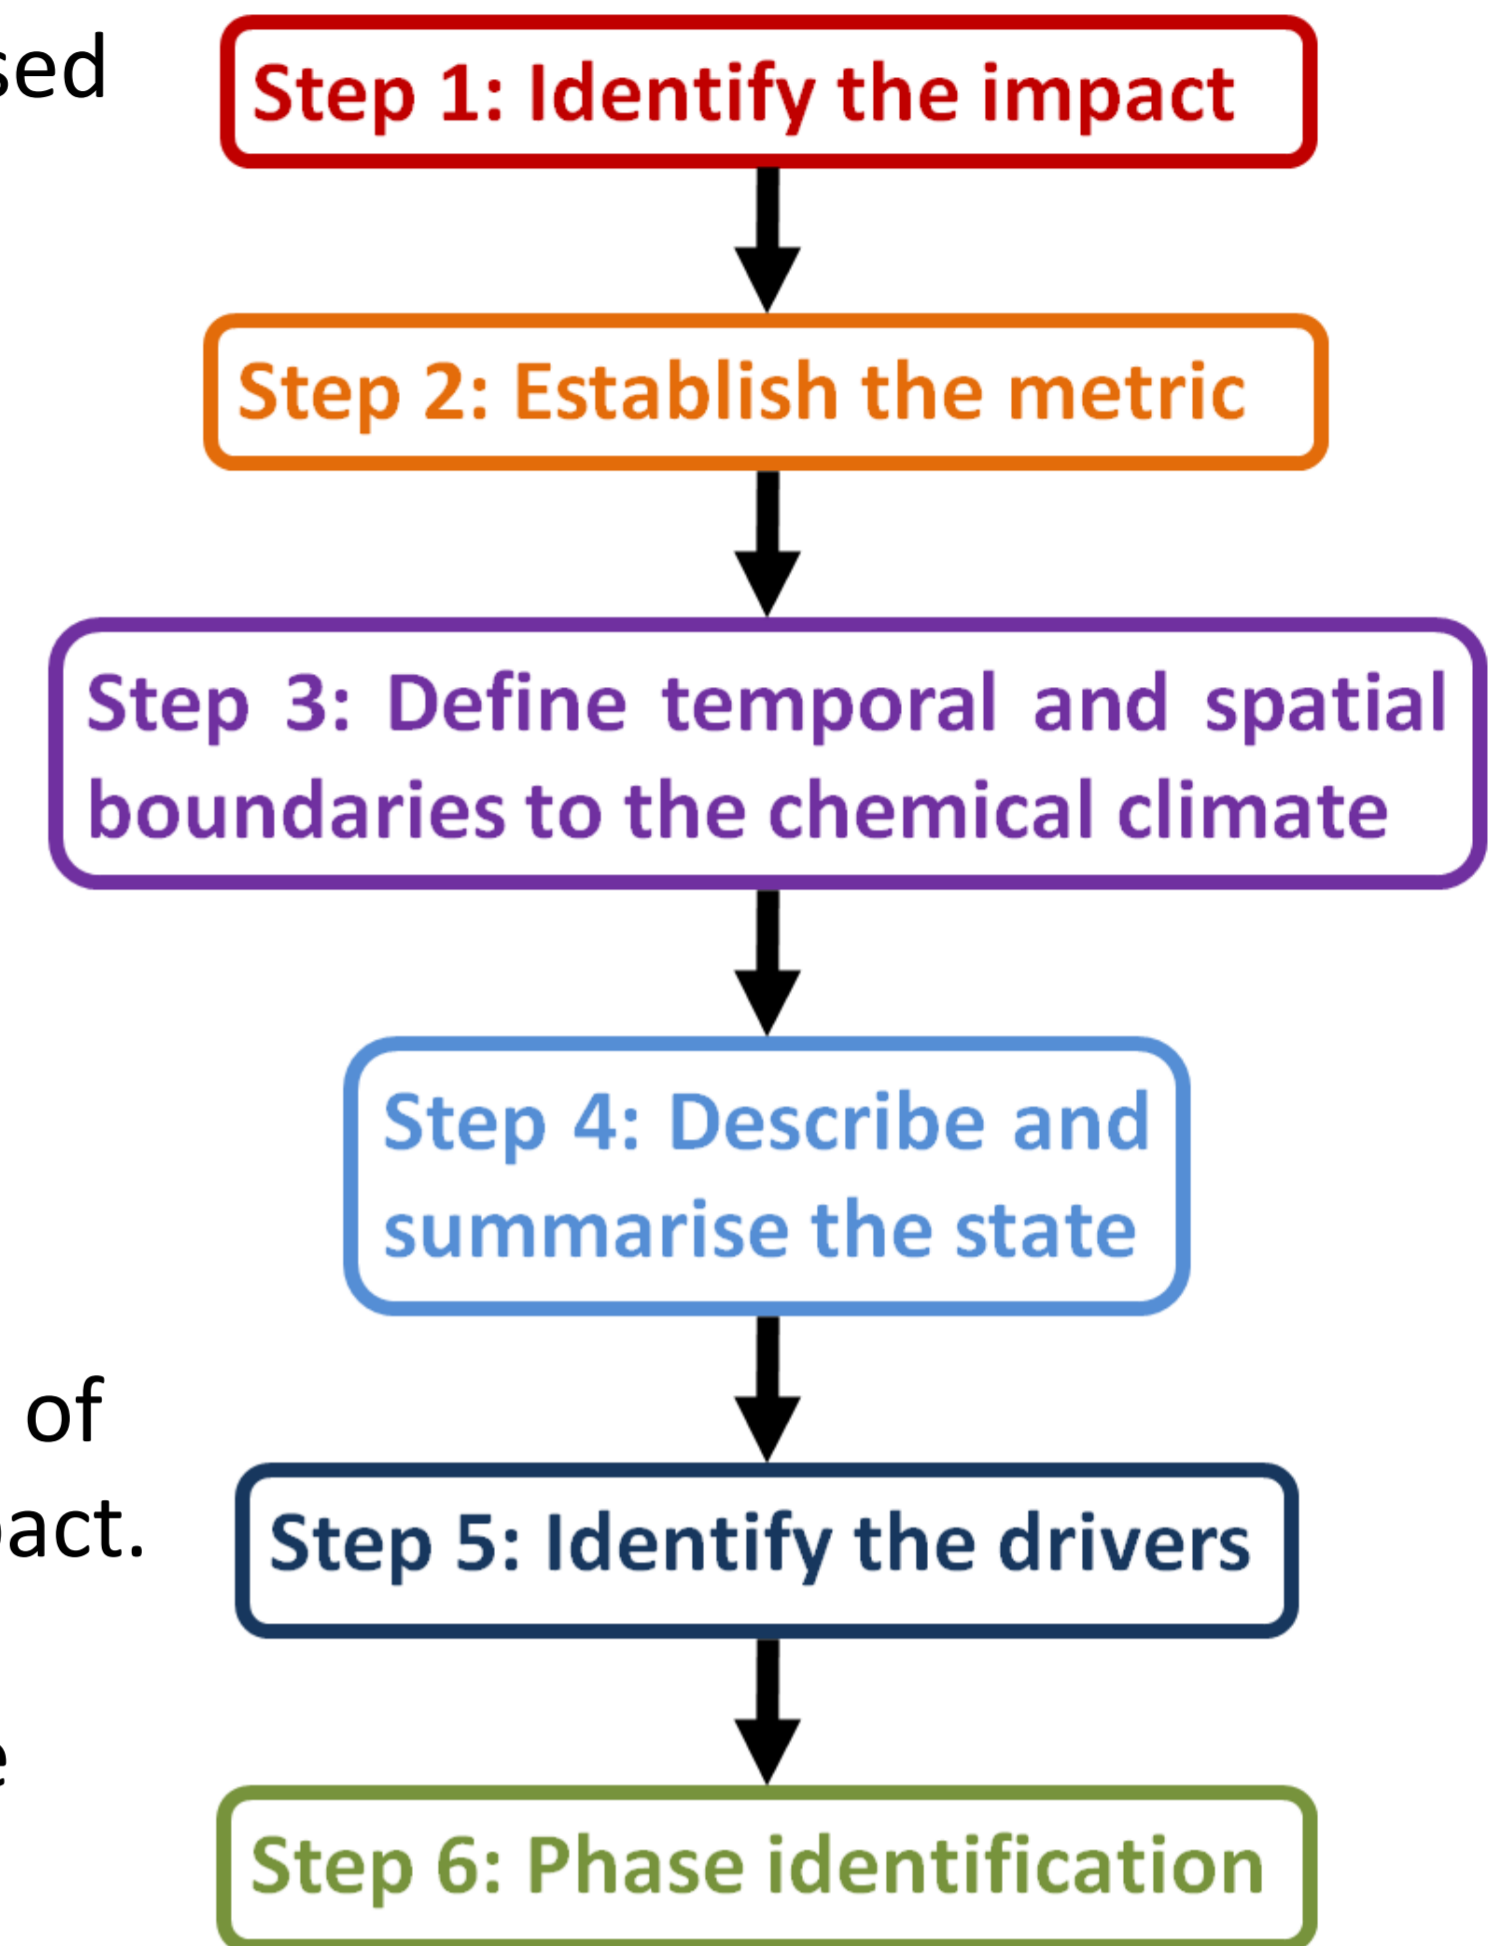 Step 1: Identify the impact
Step 2: Establish the metric
Step 3: Define temporal and spatial
boundaries to the chemical climate
Step 4: Describe and
summarise the state
of
Step 5: Identify the drivers
Step 6: Phase identification